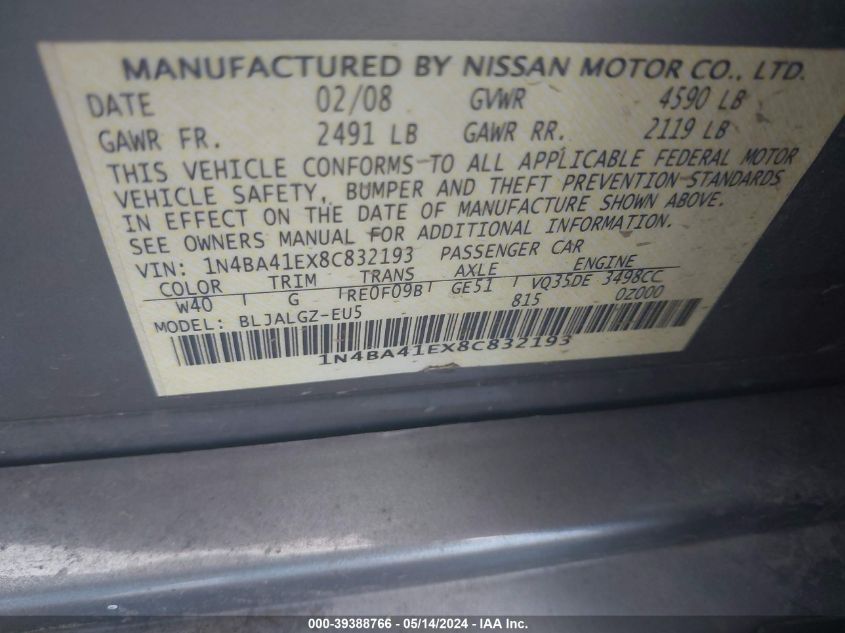 MANUFACTURED BY NISSAN MOTOR CO., LTD.
DATE 02/08 GVWR 4590 LB
GAWR FR. 2491 LB GAWR RR. 2119 LB
THIS VEHICLE CONFORMS TO ALL APPLICABLE FEDERAL MOTOR
VEHICLE SAFETY, BUMPER AND THEFT PREVENTION STANDARDS
IN EFFECT ON THE DATE OF MANUFACTURE SHOWN ABOVE.
SEE OWNERS MANUAL FOR ADDITIONAL INFORMATION.
VIN: 1N4BA41EX8C832193 PASSENGER CAR
COLOR TRIM TRANS AXLE ENGINE
W40 G RE0F09B GE51 VQ35DE 3498CC
MODEL: BLJALGZ-EU5 815 0Z000
1N4BA41EX8C832193
000-39388766 - 05/14/2024 - IAA Inc.